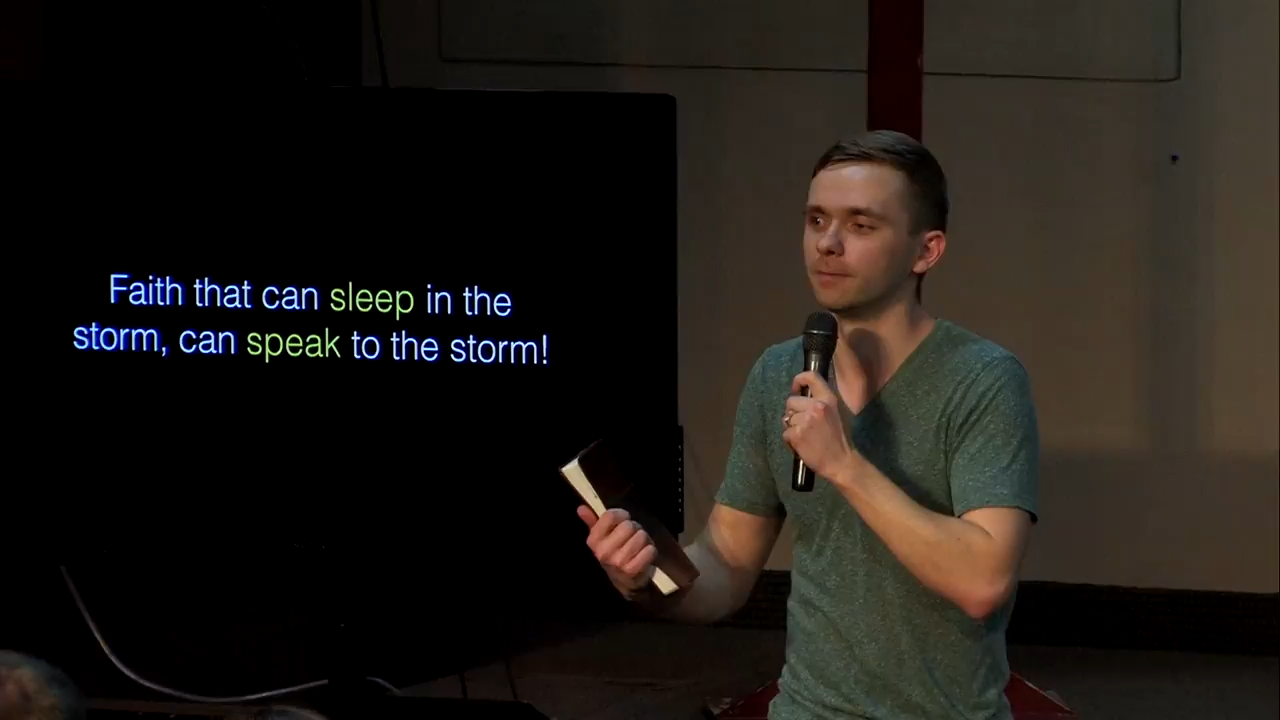 Faith that can sleep in the
storm, can speak to the storm!